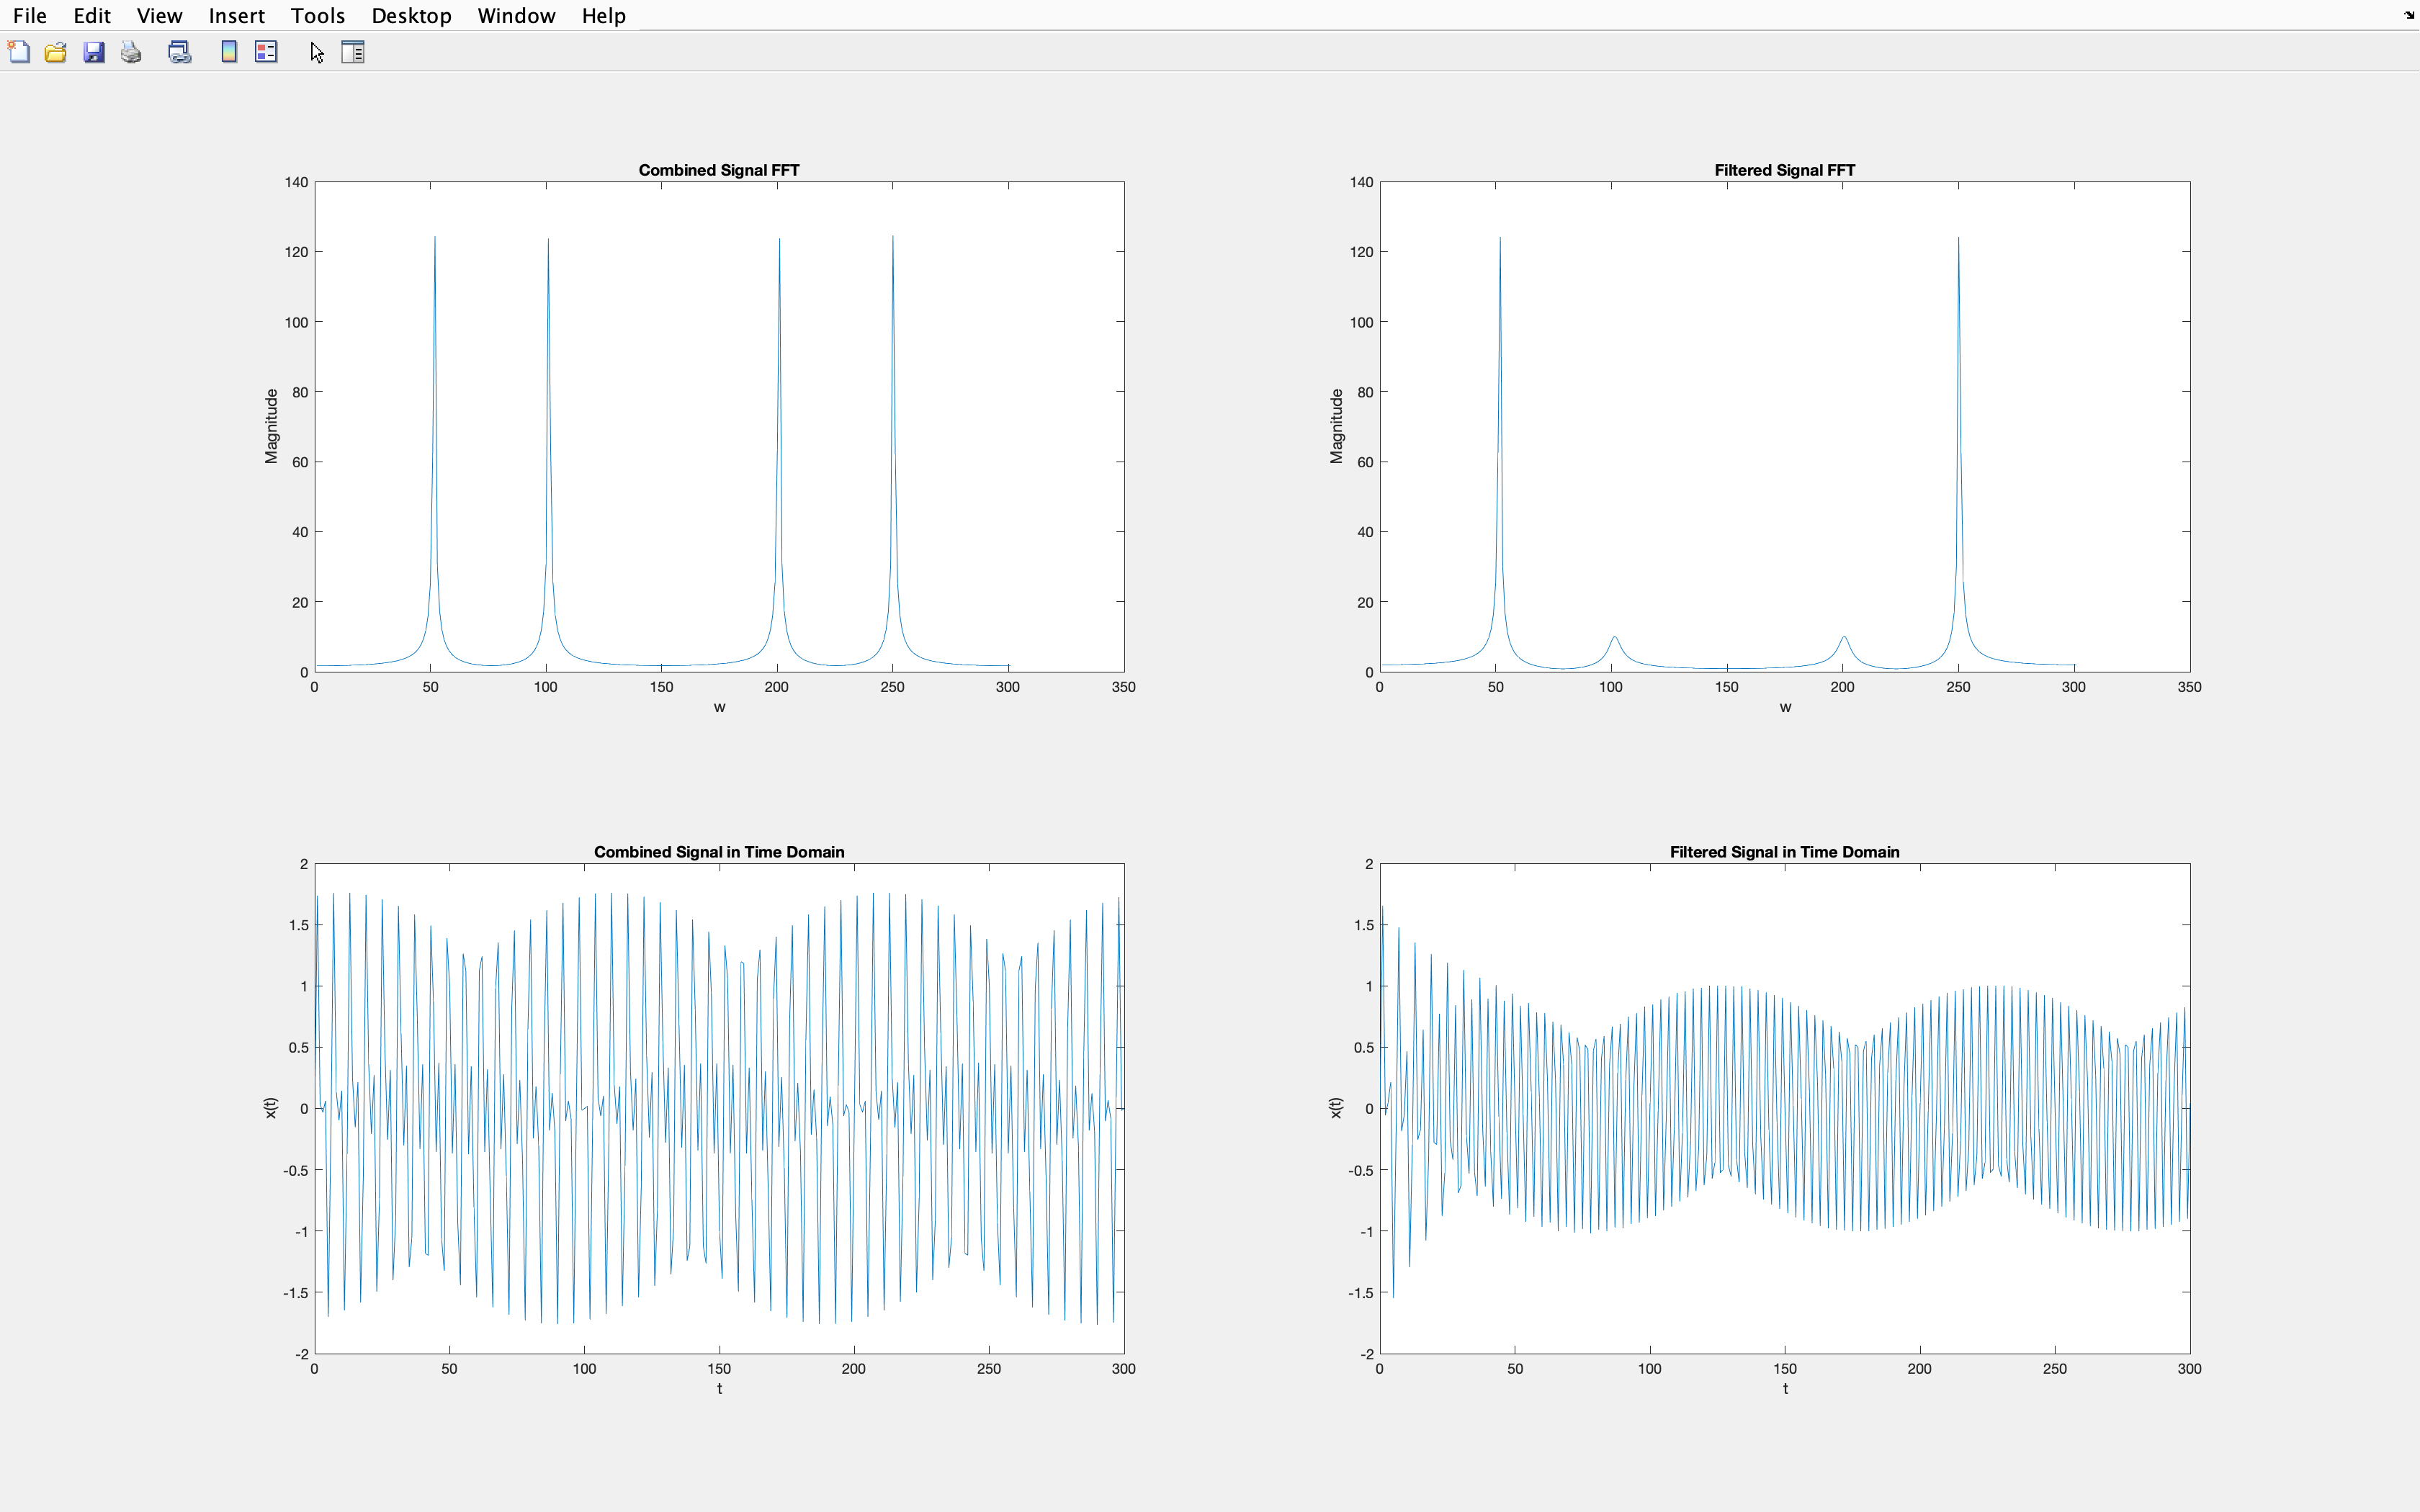 File Edit View Insert Tools Desktop Window Help
Combined Signal FFT
140
120
100
80
60
40
20
0
Magnitude
0 50 100 150 200 250 300 350
w
Filtered Signal FFT
140
120
100
80
60
40
20
0
Magnitude
0 50 100 150 200 250 300 350
w
Combined Signal in Time Domain
2
1.5
1
0.5
0
-0.5
-1
-1.5
-2
x(t)
0 50 100 150 200 250 300
t
Filtered Signal in Time Domain
2
1.5
1
0.5
0
-0.5
-1
-1.5
-2
x(t)
0 50 100 150 200 250 300
t